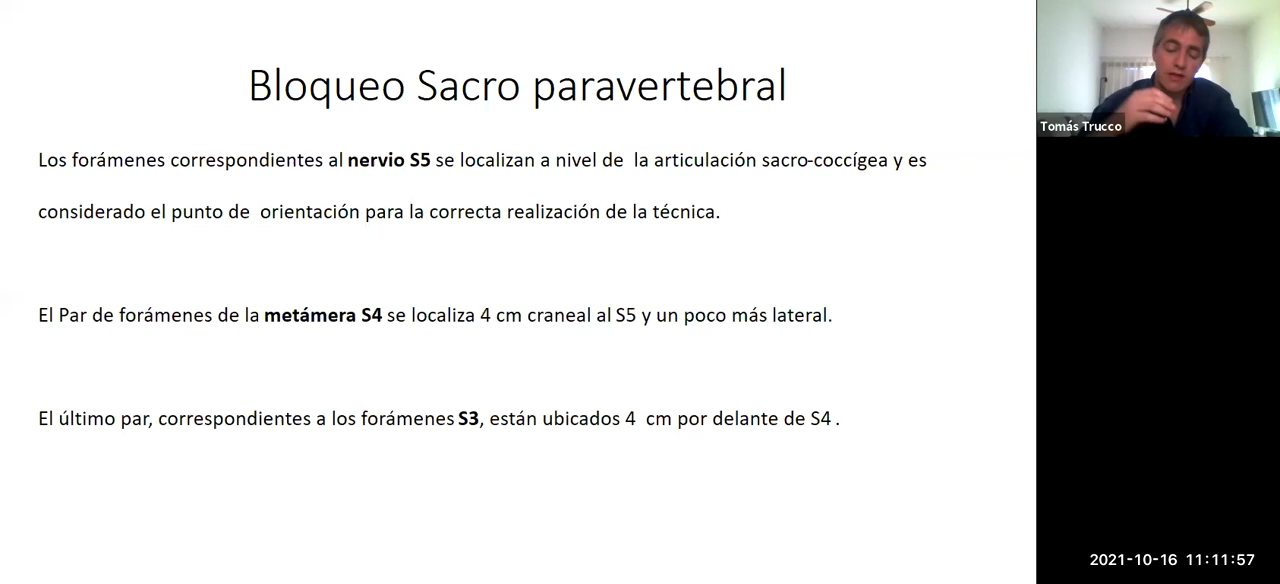 Bloqueo Sacro paravertebral
Los forámenes correspondientes al nervio S5 se localizan a nivel de la articulación sacro-coccígea y es
considerado el punto de orientación para la correcta realización de la técnica.
El Par de forámenes de la metámera S4 se localiza 4 cm craneal al S5 y un poco más lateral.
El último par, correspondientes a los forámenes S3, están ubicados 4 cm por delante de S4 .
Tomás Trucco
2021-10-16 11:11:57